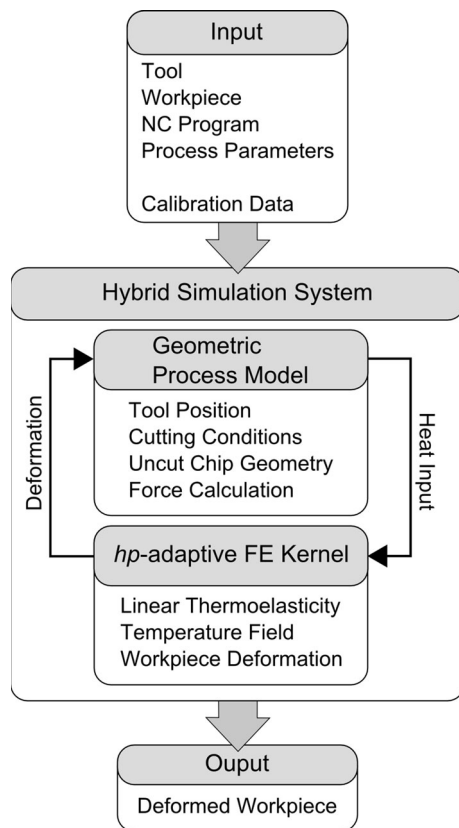 Input
Tool
Workpiece
NC Program
Process Parameters
Calibration Data
Hybrid Simulation System
Geometric
Process Model
Tool Position
Cutting Conditions
Uncut Chip Geometry
Force Calculation
Deformation
Heat Input
hp-adaptive FE Kernel
Linear Thermoelasticity
Temperature Field
Workpiece Deformation
Ouput
Deformed Workpiece